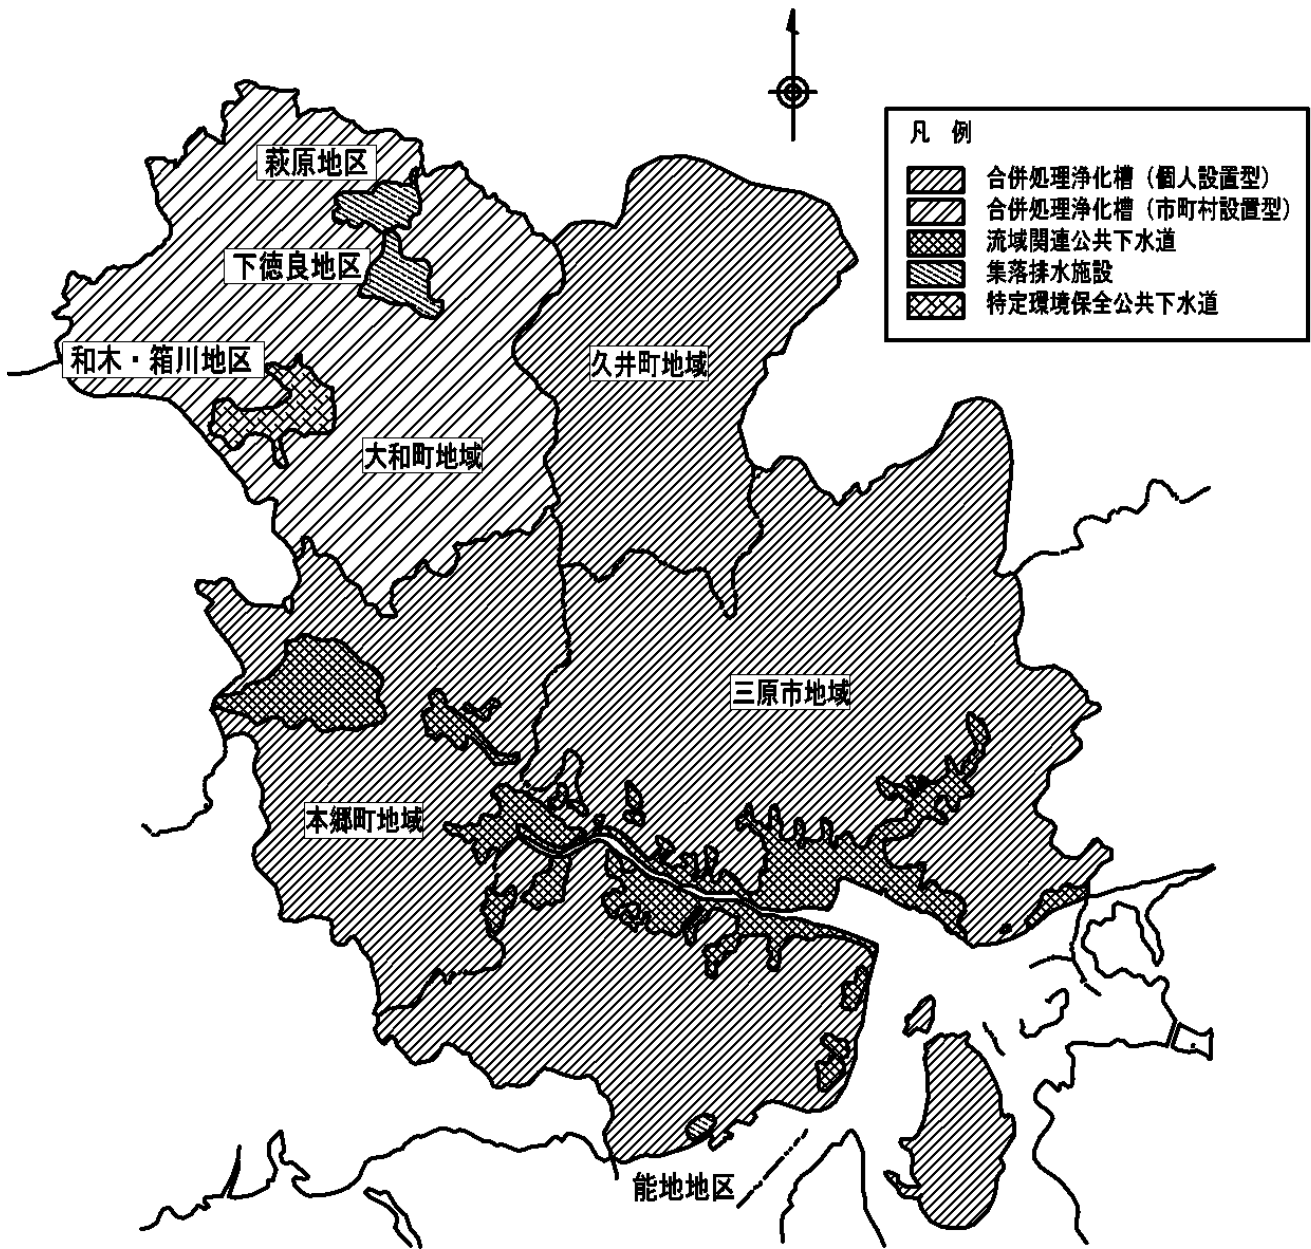 凡 例
合併処理浄化槽（個人設置型）
合併処理浄化槽（市町村設置型）
流域関連公共下水道
集落排水施設
特定環境保全公共下水道
萩原地区
下徳良地区
和木・箱川地区
久井町地域
大和町地域
三原市地域
本郷町地域
能地地区